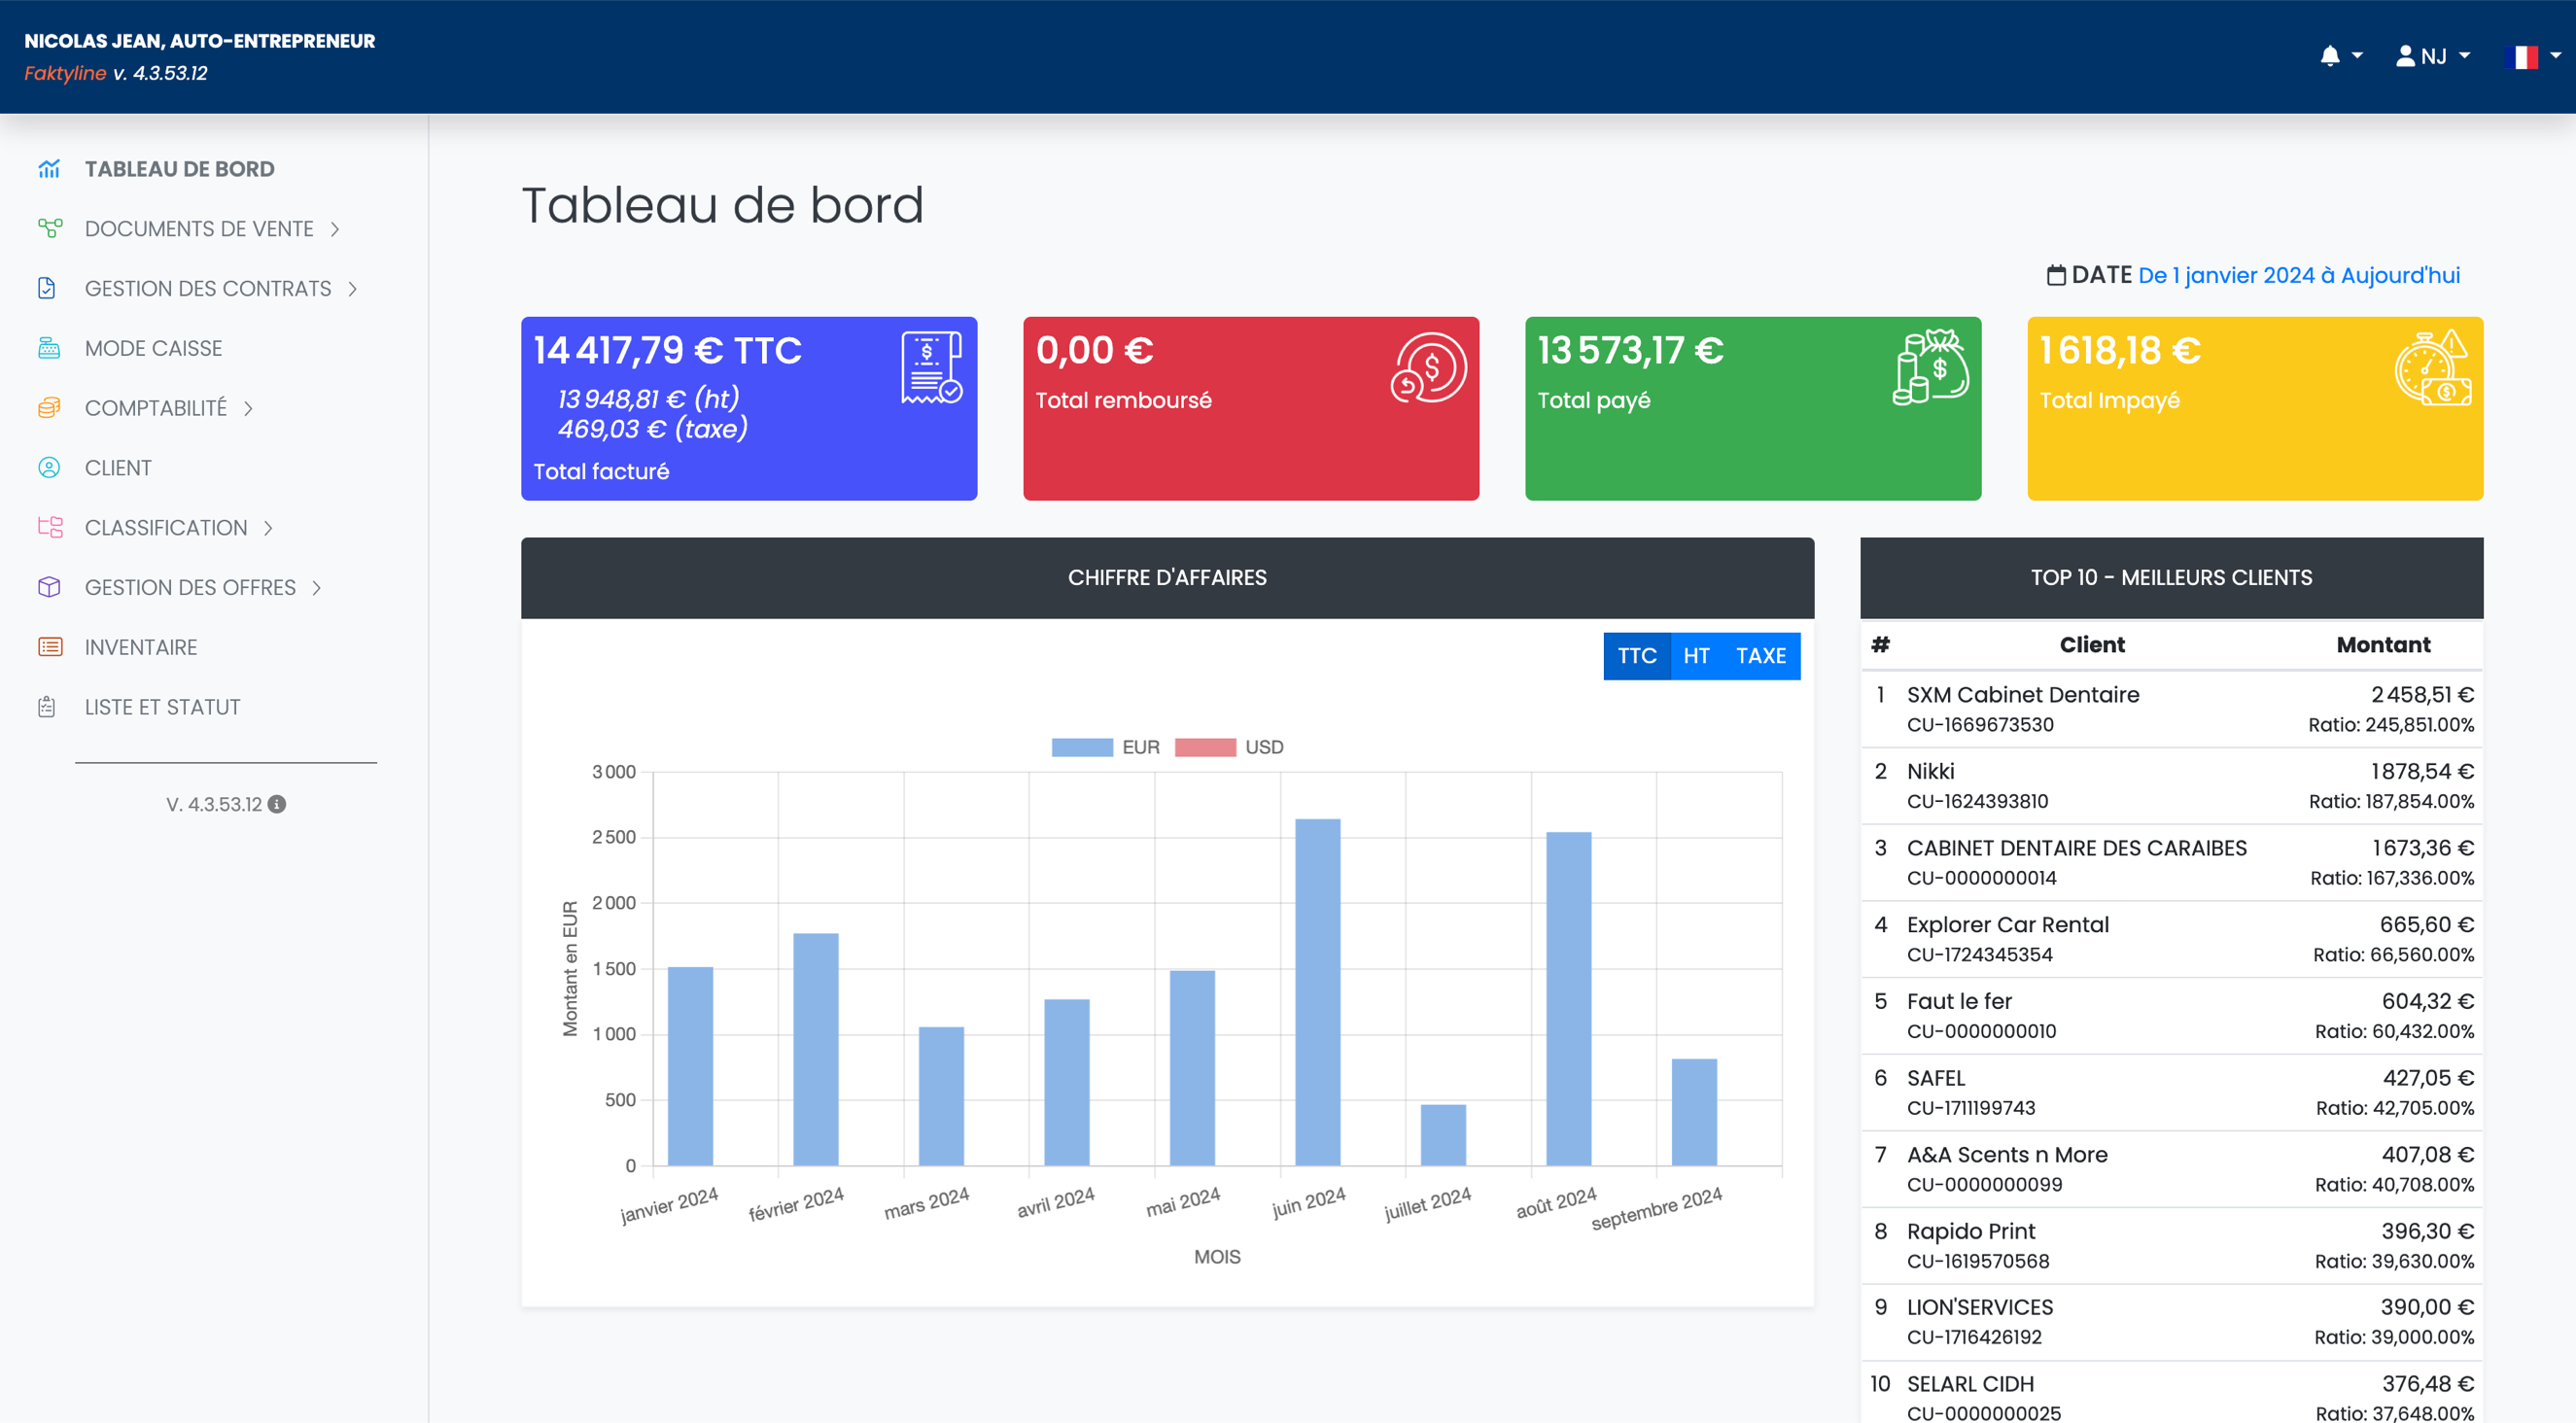 NICOLAS JEAN, AUTO-ENTREPRENEUR
Faktyline v. 4.3.53.12
NJ
TABLEAU DE BORD
DOCUMENTS DE VENTE
GESTION DES CONTRATS
MODE CAISSE
COMPTABILITÉ
CLIENT
CLASSIFICATION
GESTION DES OFFRES
INVENTAIRE
LISTE ET STATUT
V. 4.3.53.12
Tableau de bord
DATE De 1 janvier 2024 à Aujourd'hui
14 417,79 € TTC
13 948,81 € (ht)
469,03 € (taxe)
Total facturé
0,00 €
Total remboursé
13 573,17 €
Total payé
1 618,18 €
Total Impayé
CHIFFRE D'AFFAIRES
TTC HT TAXE
EUR USD
Montant en EUR
3 000
2 500
2 000
1 500
1 000
500
0
janvier 2024
février 2024
mars 2024
avril 2024
mai 2024
juin 2024
juillet 2024
août 2024
septembre 2024
MOIS
TOP 10 - MEILLEURS CLIENTS
# Client Montant
1 SXM Cabinet Dentaire 2 458,51 €
CU-1669673530 Ratio: 245,851.00%
2 Nikki 1 878,54 €
CU-1624393810 Ratio: 187,854.00%
3 CABINET DENTAIRE DES CARAIBES 1 673,36 €
CU-0000000014 Ratio: 167,336.00%
4 Explorer Car Rental 665,60 €
CU-1724345354 Ratio: 66,560.00%
5 Faut le fer 604,32 €
CU-0000000010 Ratio: 60,432.00%
6 SAFEL 427,05 €
CU-1711199743 Ratio: 42,705.00%
7 A&A Scents n More 407,08 €
CU-0000000099 Ratio: 40,708.00%
8 Rapido Print 396,30 €
CU-1619570568 Ratio: 39,630.00%
9 LION'SERVICES 390,00 €
CU-1716426192 Ratio: 39,000.00%
10 SELARL CIDH 376,48 €
CU-0000000025 Ratio: 37,648.00%